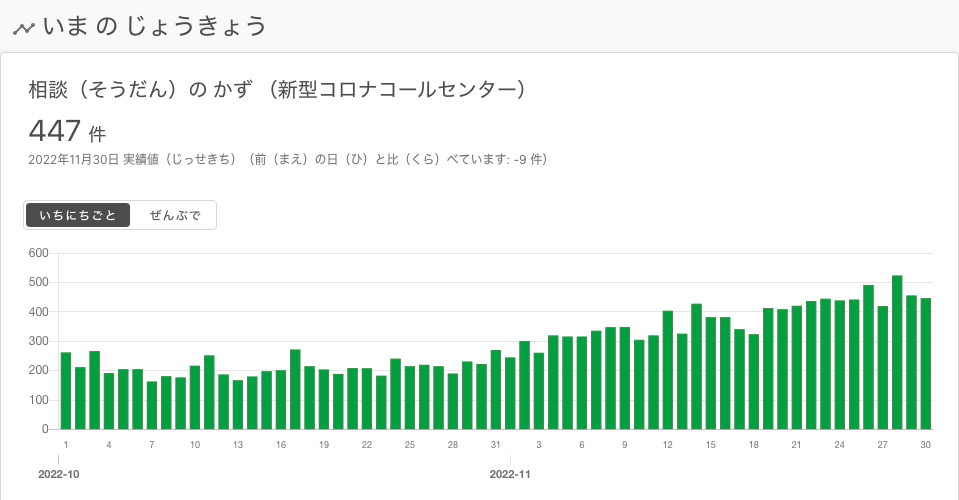 いま の じょうきょう
相談（そうだん）の かず （新型コロナコールセンター）
447 件
2022年11月30日 実績値（じっせきち）（前（まえ）の日（ひ）と比（くら）べています: -9 件）
いちにちごと ぜんぶで
600
500
400
300
200
100
0
1 4 7 10 13 16 19 22 25 28 31 3 6 9 12 15 18 21 24 27 30
2022-10 2022-11